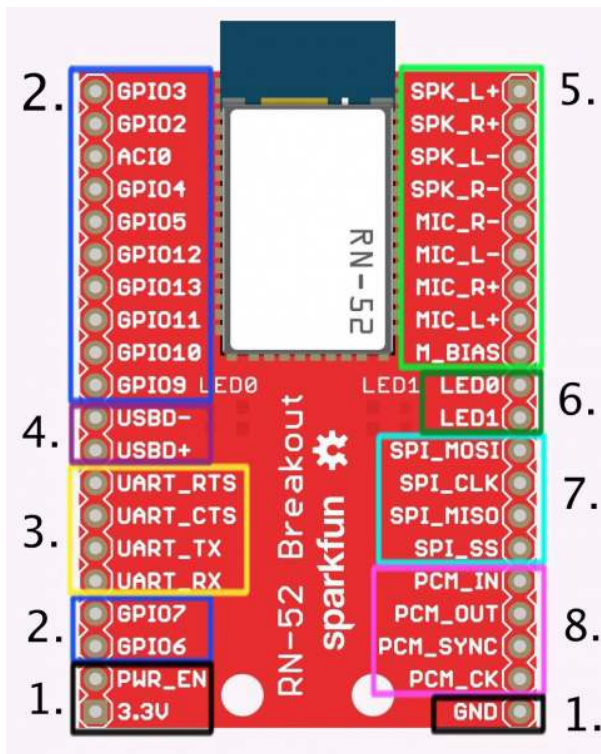 2.
GPIO3
GPIO2
ACI0
GPIO4
GPIO5
GPIO12
GPIO13
GPIO11
GPIO10
GPIO9
4.
USBD-
USBD+
3.
UART_RTS
UART_CTS
UART_TX
UART_RX
2.
GPIO7
GPIO6
1.
PWR_EN
3.3V
RN-52
LED0
LED1
RN-52 Breakout
sparkfun
5.
SPK_L+
SPK_R+
SPK_L-
SPK_R-
MIC_R-
MIC_L-
MIC_R+
MIC_L+
M_BIAS
6.
LED0
LED1
7.
SPI_MOSI
SPI_CLK
SPI_MISO
SPI_SS
8.
PCM_IN
PCM_OUT
PCM_SYNC
PCM_CK
1.
GND